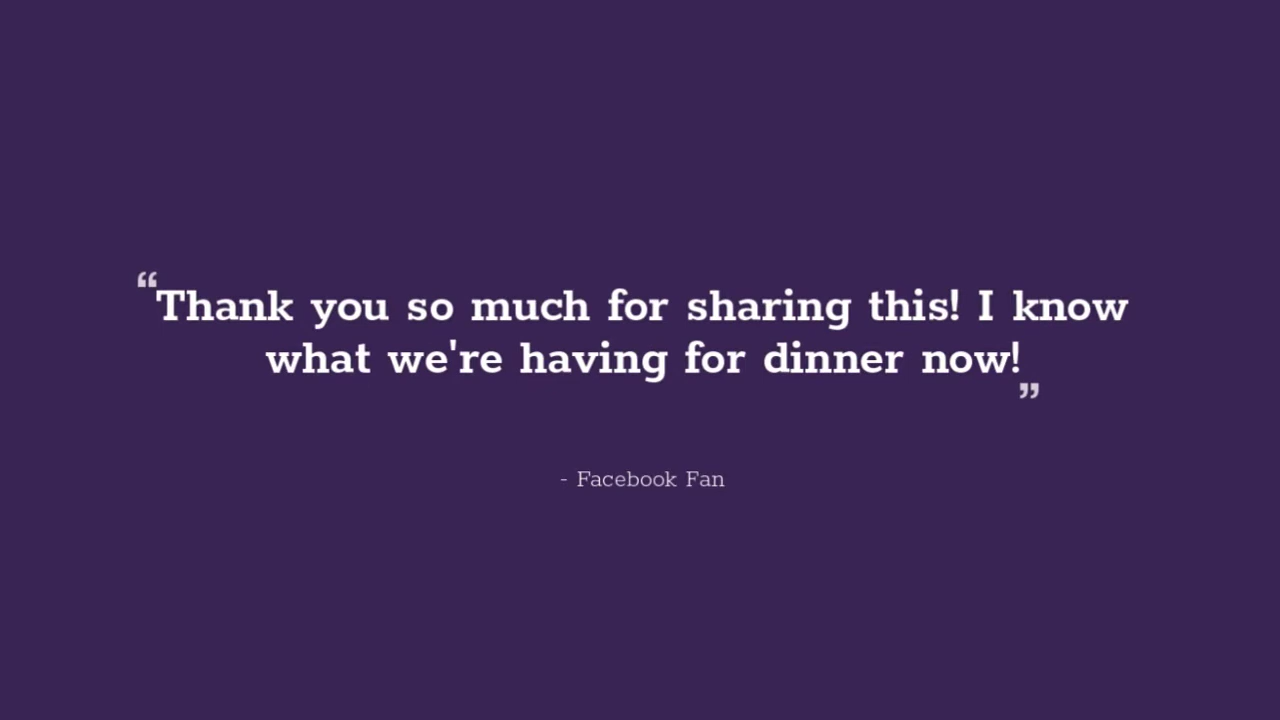 “Thank you so much for sharing this! I know
what we're having for dinner now!”
- Facebook Fan